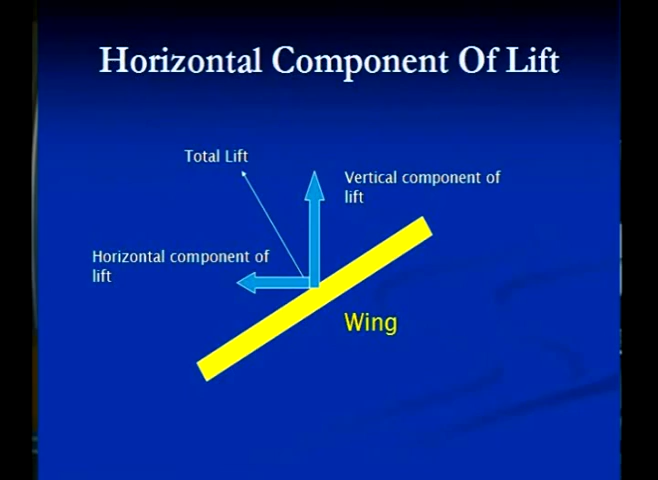 Horizontal Component Of Lift
Total Lift
Vertical component of
lift
Horizontal component of
lift
Wing